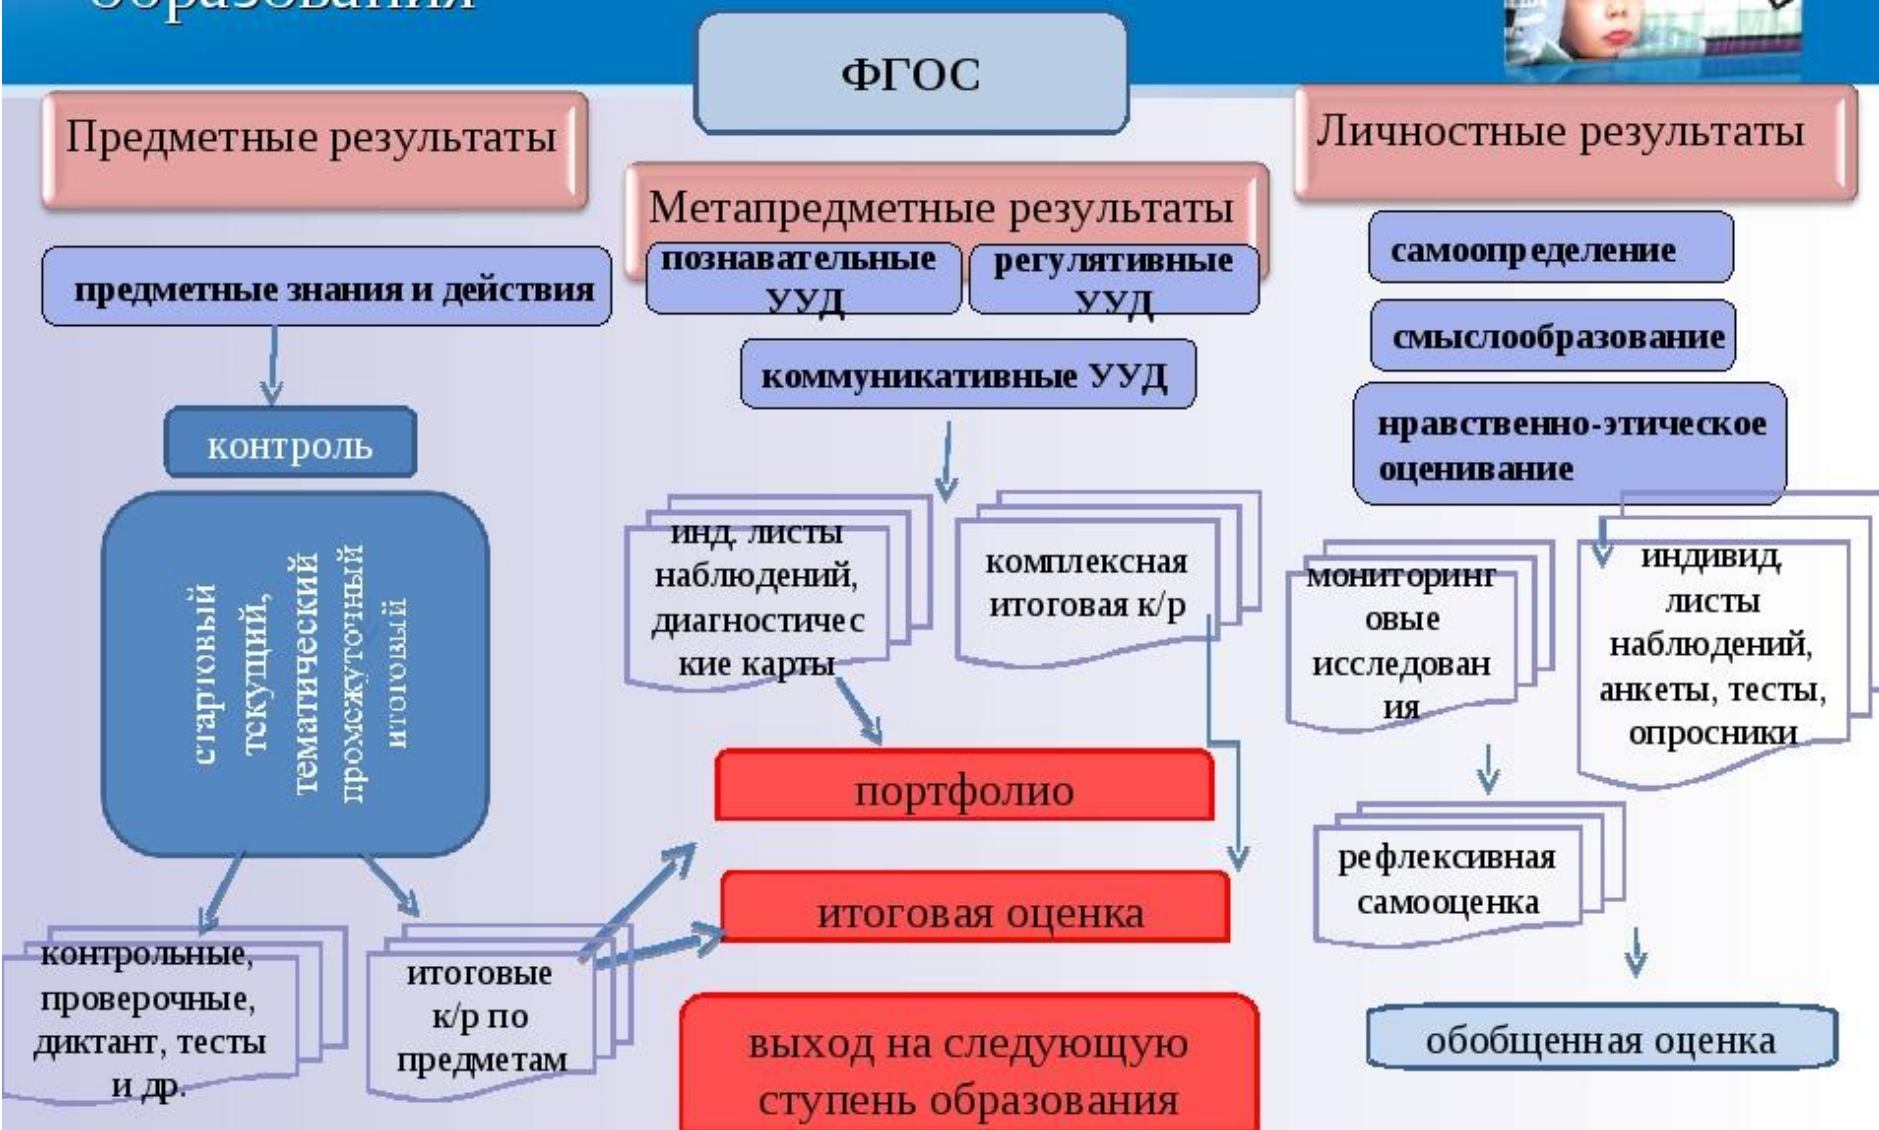 образования
ФГОС
Предметные результаты
предметные знания и действия
контроль
стартовый
текущий,
тематический
промежуточный
итоговый
контрольные,
проверочные,
диктант, тесты
и др.
итоговые
к/р по
предметам
Метапредметные результаты
познавательные
УУД
регулятивные
УУД
коммуникативные УУД
инд. листы
наблюдений,
диагностичес
кие карты
комплексная
итоговая к/р
портфолио
итоговая оценка
выход на следующую
ступень образования
Личностные результаты
самоопределение
смыслообразование
нравственно-этическое
оценивание
мониторинг
овые
исследован
ия
индивид.
листы
наблюдений,
анкеты, тесты,
опросники
рефлексивная
самооценка
обобщенная оценка